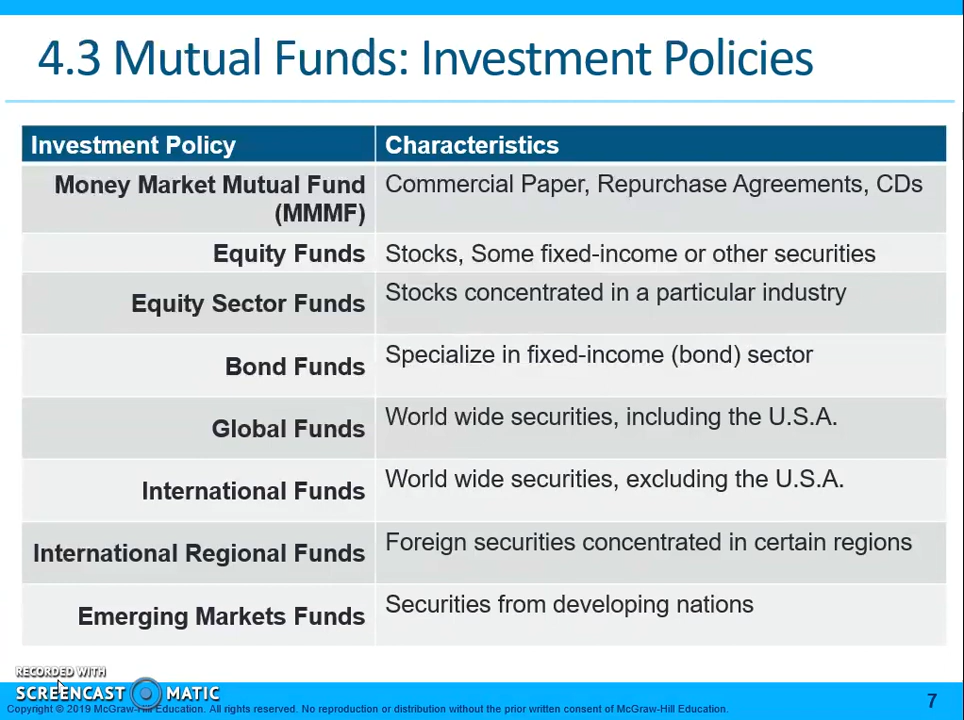 4.3 Mutual Funds: Investment Policies
Investment Policy Characteristics
Money Market Mutual Fund Commercial Paper, Repurchase Agreements, CDs
(MMMF)
Equity Funds Stocks, Some fixed-income or other securities
Equity Sector Funds Stocks concentrated in a particular industry
Bond Funds Specialize in fixed-income (bond) sector
Global Funds World wide securities, including the U.S.A.
International Funds World wide securities, excluding the U.S.A.
International Regional Funds Foreign securities concentrated in certain regions
Emerging Markets Funds Securities from developing nations
RECORDED WITH
SCREENCAST MATIC
7
Copyright © 2019 McGraw-Hill Education. All rights reserved. No reproduction or distribution without the prior written consent of McGraw-Hill Education.